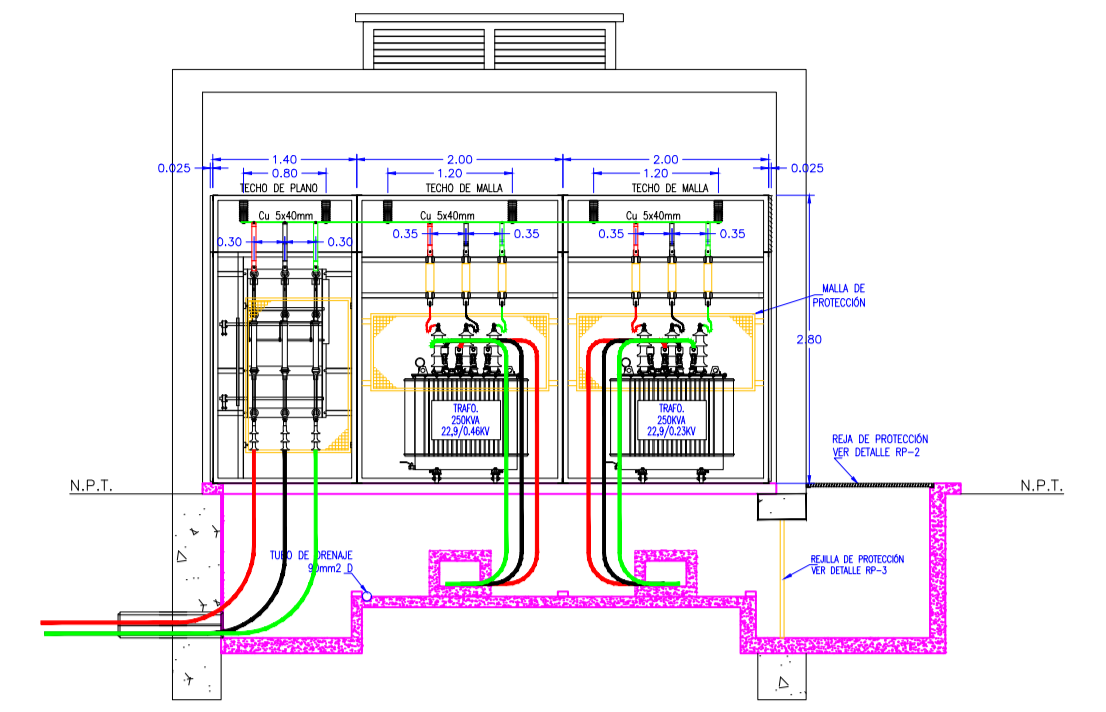 1.40
2.00
2.00
0.025
0.80
1.20
1.20
0.025
TECHO DE PLANO
TECHO DE MALLA
TECHO DE MALLA
Cu 5x40mm
Cu 5x40mm
Cu 5x40mm
0.30
0.30
0.35
0.35
0.35
0.35
MALLA DE
PROTECCIÓN
2.80
TRAFO.
250KVA
22,9/0.46KV
TRAFO.
250KVA
22,9/0.23KV
REJA DE PROTECCIÓN
VER DETALLE RP-2
N.P.T.
N.P.T.
TUBO DE DRENAJE
90mm2 D
REJILLA DE PROTECCIÓN
VER DETALLE RP-3